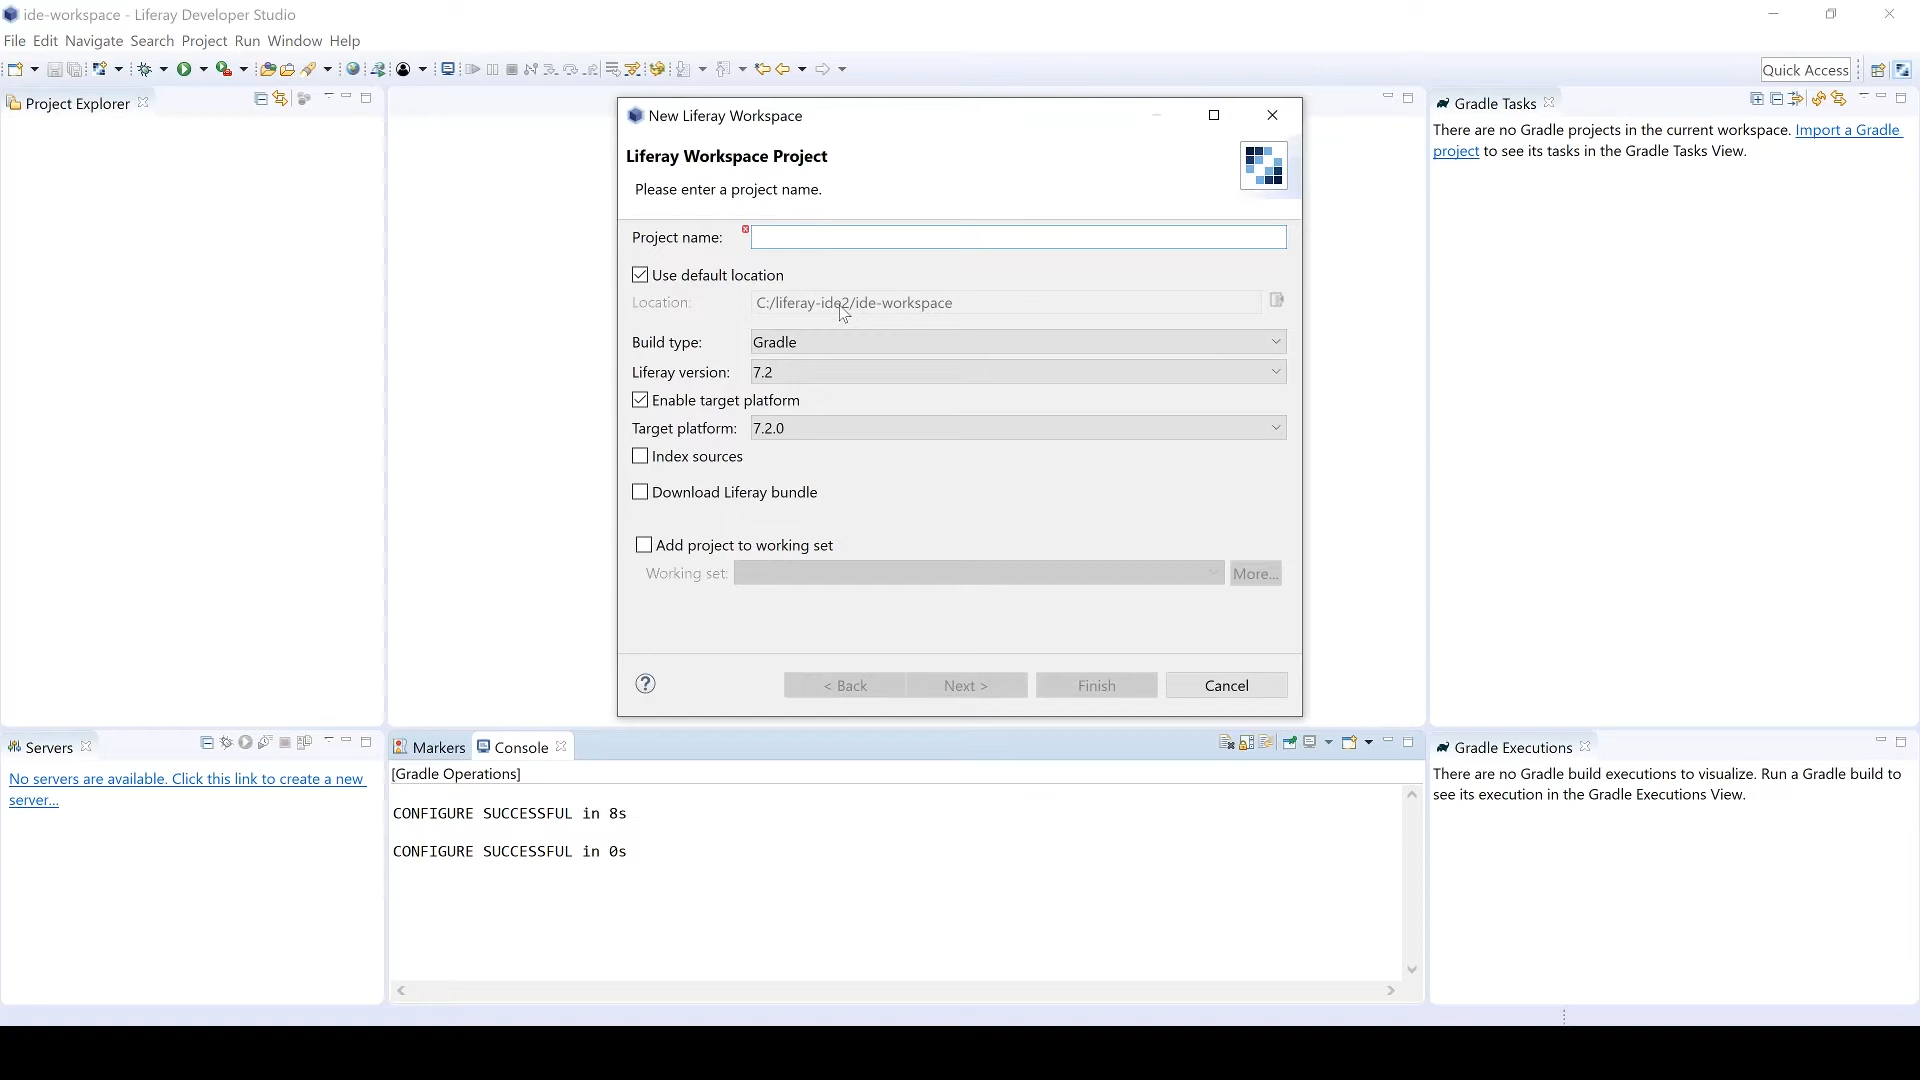 ide-workspace - Liferay Developer Studio
File Edit Navigate Search Project Run Window Help
Quick Access
Project Explorer
New Liferay Workspace
Liferay Workspace Project
Please enter a project name.
Project name:
Use default location
Location:
C:/liferay-ide2/ide-workspace
Build type:
Gradle
Liferay version:
7.2
Enable target platform
Target platform:
7.2.0
Index sources
Download Liferay bundle
Add project to working set
Working set:
More...
?
< Back
Next >
Finish
Cancel
Gradle Tasks
There are no Gradle projects in the current workspace. Import a Gradle
project to see its tasks in the Gradle Tasks View.
Servers
No servers are available. Click this link to create a new
server...
Markers
Console
[Gradle Operations]
CONFIGURE SUCCESSFUL in 8s
CONFIGURE SUCCESSFUL in 0s
Gradle Executions
There are no Gradle build executions to visualize. Run a Gradle build to
see its execution in the Gradle Executions View.